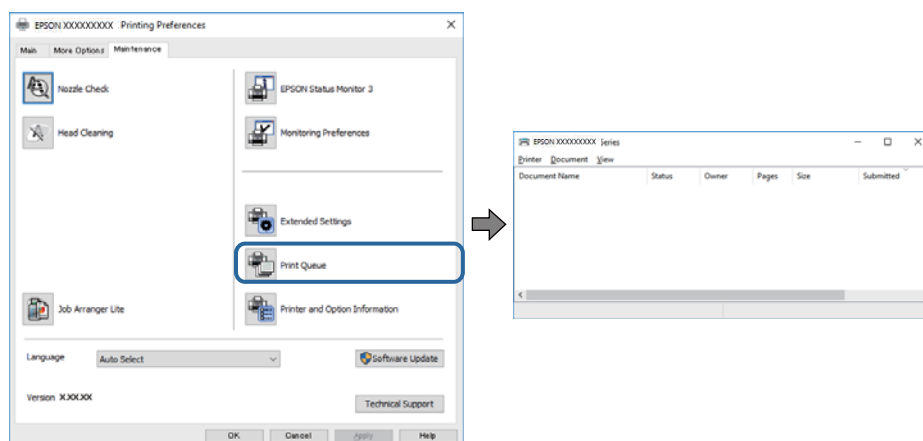 EPSON XXXXXXXXX Printing Preferences
Main More Options Maintenance
Nozzle Check
EPSON Status Monitor 3
Head Cleaning
Monitoring Preferences
Extended Settings
Print Queue
Job Arranger Lite
Printer and Option Information
Language Auto Select Software Update
Version X.XX.XX
Technical Support
OK Cancel Apply Help
EPSON XXXXXXXXX Series
Printer Document View
Document Name Status Owner Pages Size Submitted